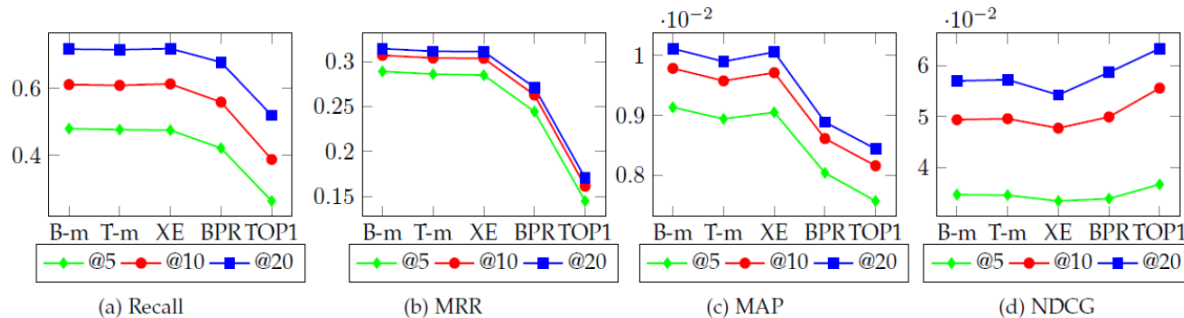 ·10⁻² ·10⁻²
0.6
0.4
B-m T-m XE BPR TOP1
@5 @10 @20
(a) Recall
0.3
0.25
0.2
0.15
B-m T-m XE BPR TOP1
@5 @10 @20
(b) MRR
1
0.9
0.8
B-m T-m XE BPR TOP1
@5 @10 @20
(c) MAP
6
5
4
B-m T-m XE BPR TOP1
@5 @10 @20
(d) NDCG